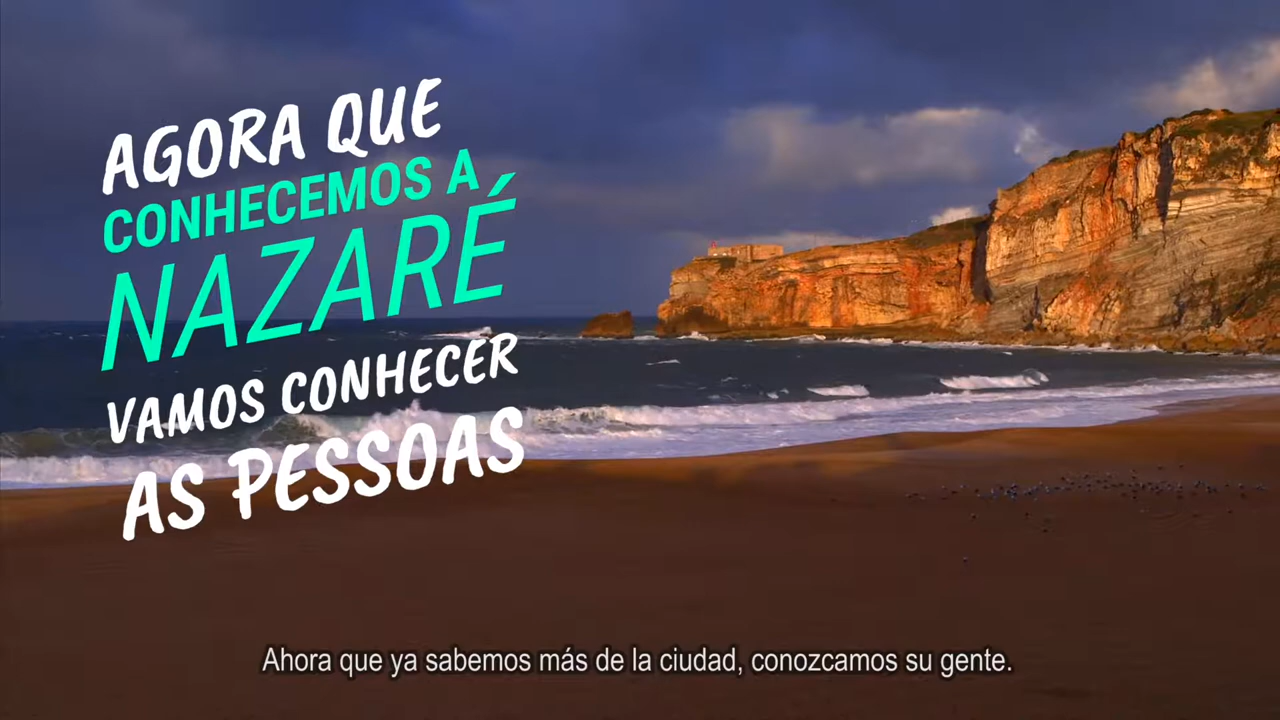 AGORA QUE
CONHECEMOS A
NAZARÉ
VAMOS CONHECER
AS PESSOAS
Ahora que ya sabemos más de la ciudad, conozcamos su gente.